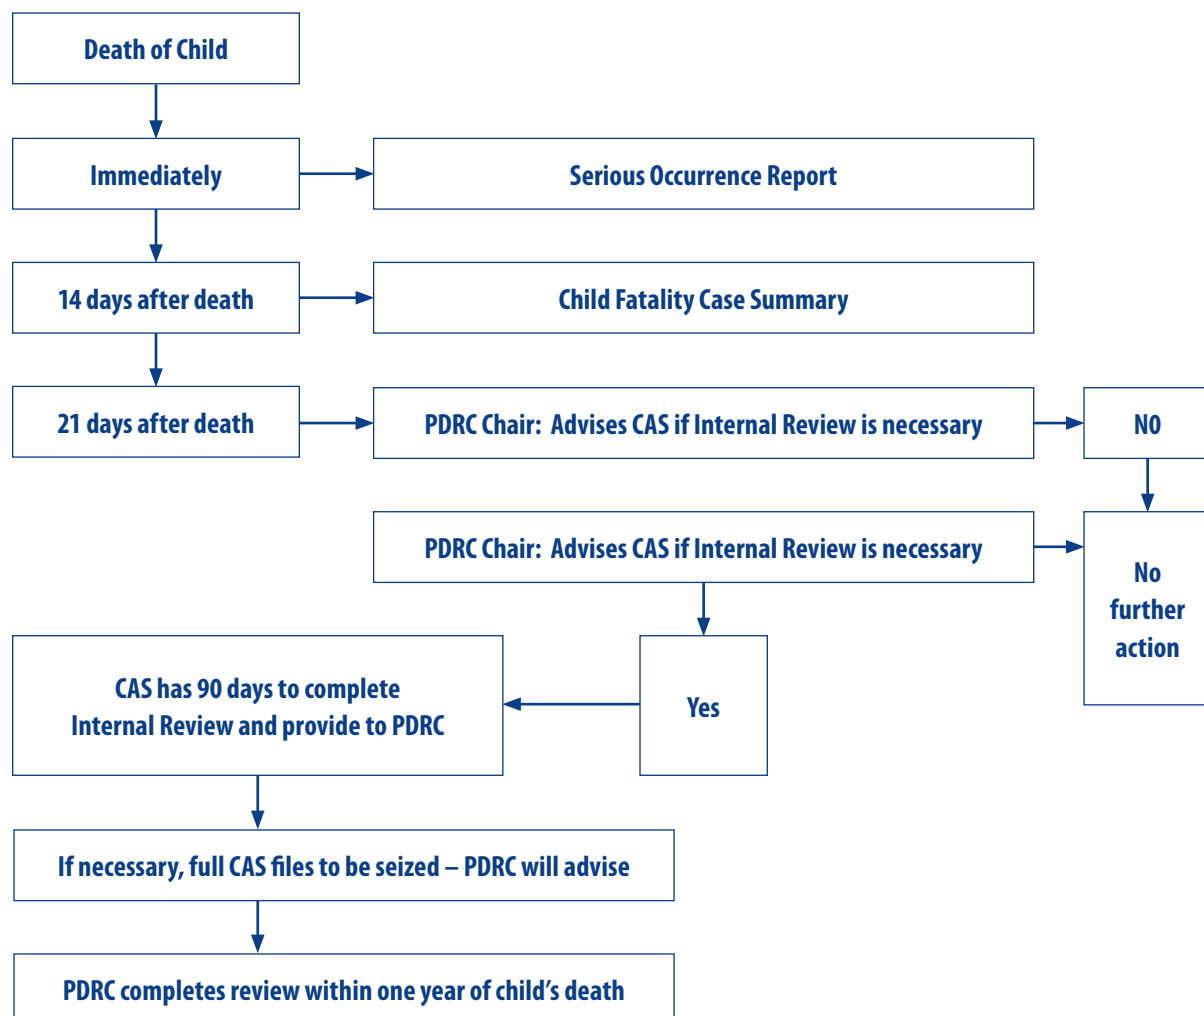 Death of Child
Immediately
Serious Occurrence Report
14 days after death
Child Fatality Case Summary
21 days after death
PDRC Chair: Advises CAS if Internal Review is necessary
N0
PDRC Chair: Advises CAS if Internal Review is necessary
No
further
action
Yes
CAS has 90 days to complete
Internal Review and provide to PDRC
If necessary, full CAS files to be seized – PDRC will advise
PDRC completes review within one year of child’s death